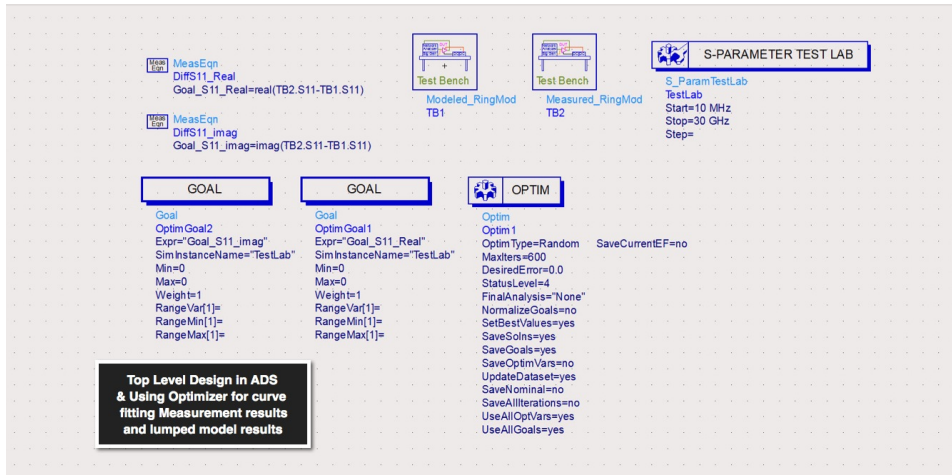 Meas
Eqn
MeasEqn
DiffS11_Real
Goal_S11_Real=real(TB2.S11-TB1.S11)
Meas
Eqn
MeasEqn
DiffS11_imag
Goal_S11_imag=imag(TB2.S11-TB1.S11)
Test Bench
Modeled_RingMod
TB1
Test Bench
Measured_RingMod
TB2
S-PARAMETER TEST LAB
S_ParamTestLab
TestLab
Start=10 MHz
Stop=30 GHz
Step=
GOAL
Goal
OptimGoal2
Expr="Goal_S11_imag"
SimInstanceName="TestLab"
Min=0
Max=0
Weight=1
RangeVar[1]=
RangeMin[1]=
RangeMax[1]=
GOAL
Goal
OptimGoal1
Expr="Goal_S11_Real"
SimInstanceName="TestLab"
Min=0
Max=0
Weight=1
RangeVar[1]=
RangeMin[1]=
RangeMax[1]=
OPTIM
Optim
Optim1
OptimType=Random SaveCurrentEF=no
MaxIters=600
DesiredError=0.0
StatusLevel=4
FinalAnalysis="None"
NormalizeGoals=no
SetBestValues=yes
SaveSolns=yes
SaveGoals=yes
SaveOptimVars=no
UpdateDataset=yes
SaveNominal=no
SaveAllIterations=no
UseAllOptVars=yes
UseAllGoals=yes
Top Level Design in ADS
& Using Optimizer for curve
fitting Measurement results
and lumped model results